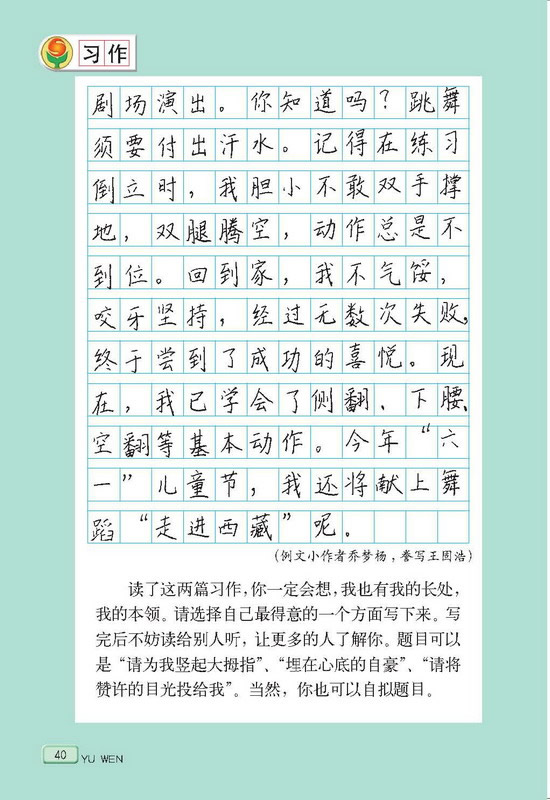 习作
剧场演出。你知道吗？跳舞
须要付出汗水。记得在练习
倒立时，我胆小不敢双手撑
地，双腿腾空，动作总是不
到位。回到家，我不气馁，
咬牙坚持，经过无数次失败，
终于尝到了成功的喜悦。现
在，我已学会了侧翻、下腰、
空翻等基本动作。今年“六
一”儿童节，我还将献上舞
蹈“走进西藏”呢。
（例文小作者乔梦杨，誊写王囡浩）
读了这两篇习作，你一定会想，我也有我的长处，
我的本领。请选择自己最得意的一个方面写下来。写
完后不妨读给别人听，让更多的人了解你。题目可以
是“请为我竖起大拇指”、“埋在心底的自豪”、“请将
赞许的目光投给我”。当然，你也可以自拟题目。
40
YU WEN